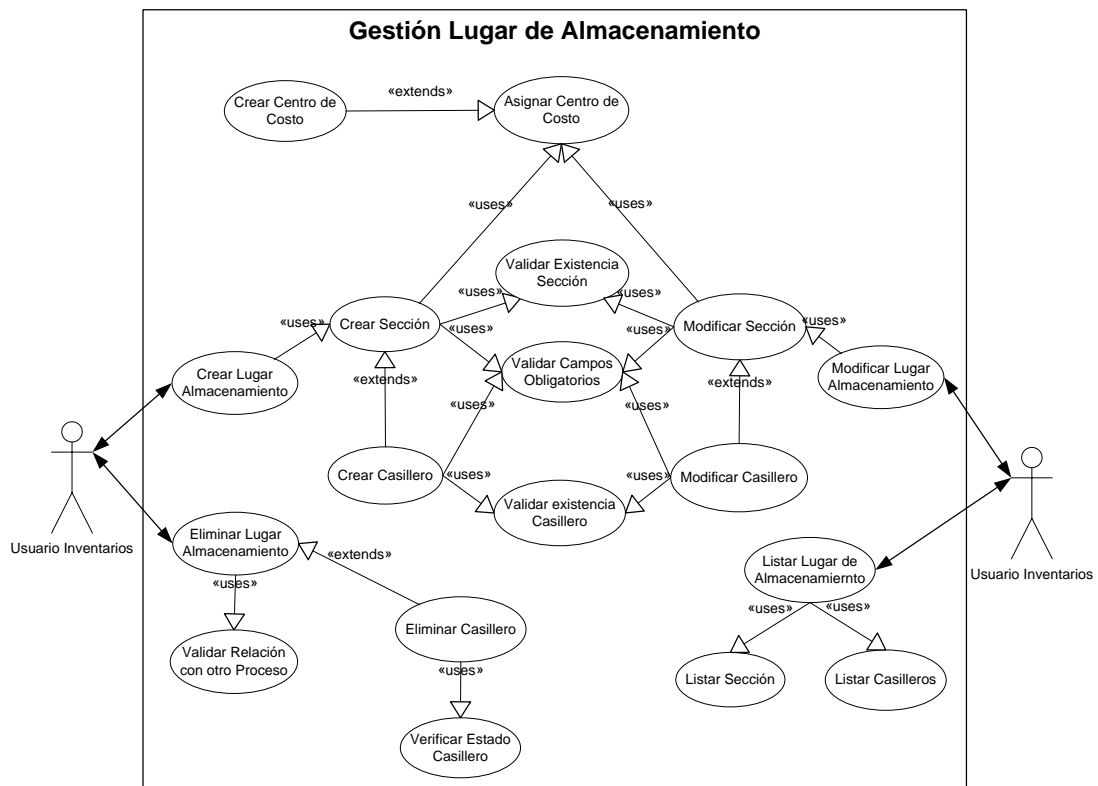 Gestión Lugar de Almacenamiento
«extends»
Crear Centro de
Costo
Asignar Centro de
Costo
«uses»
«uses»
Validar Existencia
Sección
«uses»
«uses»
«uses»
Crear Sección
«uses»
«uses»
Modificar Sección
«uses»
Crear Lugar
Almacenamiento
Validar Campos
Obligatorios
Modificar Lugar
Almacenamiento
«extends»
«extends»
«uses»
«uses»
Crear Casillero
«uses»
«uses»
Modificar Casillero
Validar existencia
Casillero
Usuario Inventarios
Eliminar Lugar
Almacenamiento
«extends»
Listar Lugar de
Almacenamiernto
Usuario Inventarios
«uses»
«uses»
«uses»
Eliminar Casillero
Validar Relación
con otro Proceso
«uses»
Listar Sección
Listar Casilleros
Verificar Estado
Casillero